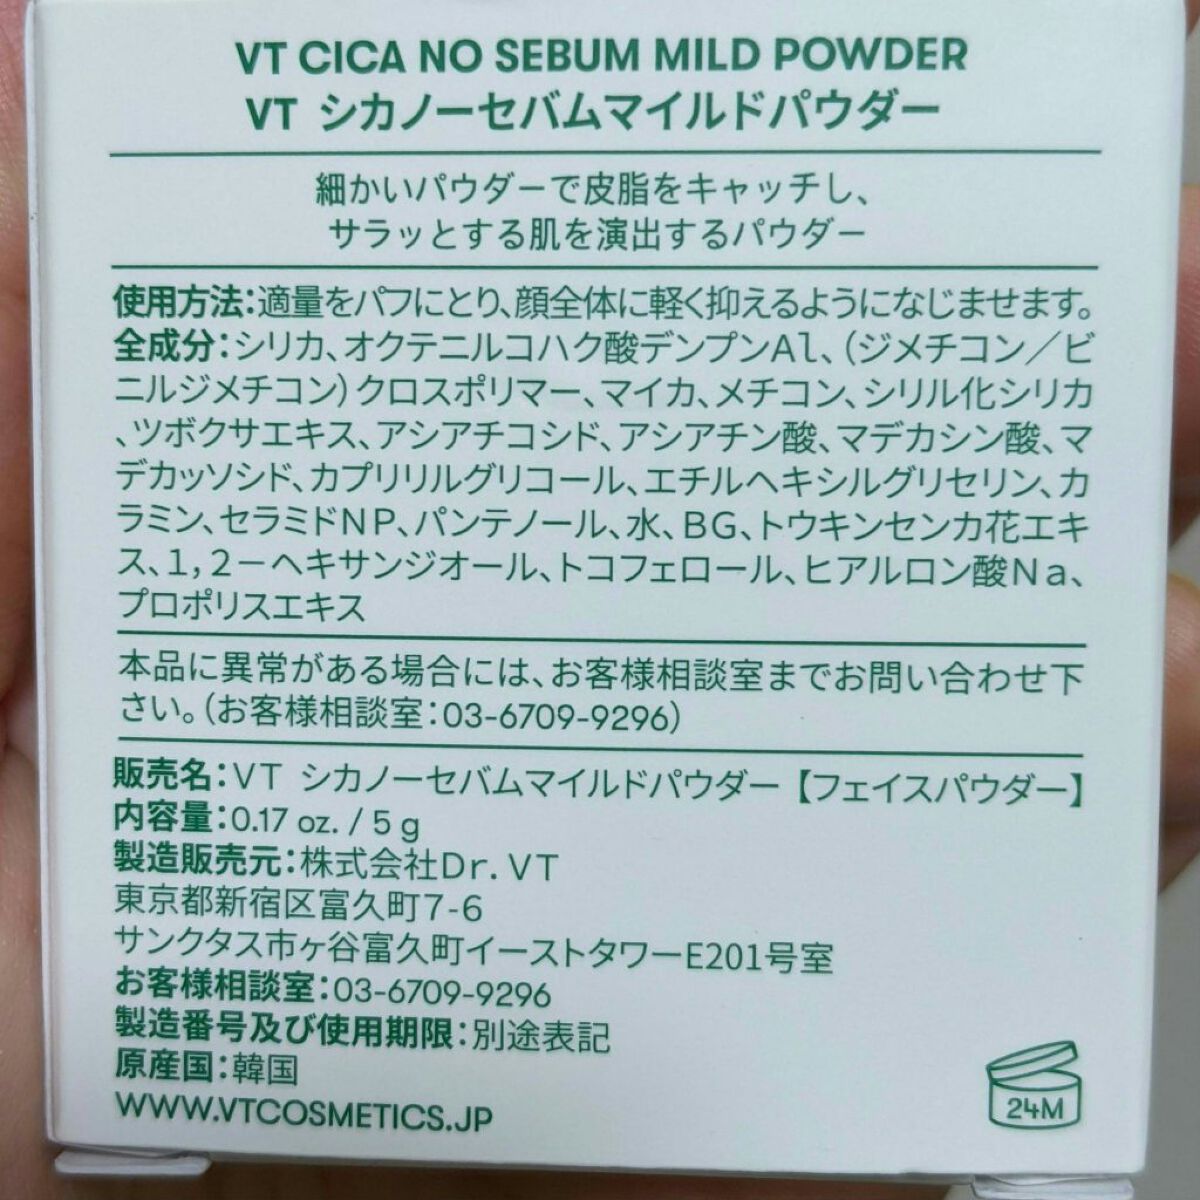 VT CICA NO SEBUM MILD POWDER
VT シカノーセバムマイルドパウダー
細かいパウダーで皮脂をキャッチし、
サラッとする肌を演出するパウダー
使用方法：適量をパフにとり、顔全体に軽く抑えるようになじませます。
全成分：シリカ、オクテニルコハク酸デンプンAl、（ジメチコン／ビ
ニルジメチコン）クロスポリマー、マイカ、メチコン、シリル化シリカ
、ツボクサエキス、アシアチコシド、アシアチン酸、マデカシン酸、マ
デカッソシド、カプリリルグリコール、エチルヘキシルグリセリン、カ
ラミン、セラミドNP、パンテノール、水、BG、トウキンセンカ花エキ
ス、1,2－ヘキサンジオール、トコフェロール、ヒアルロン酸Na、
プロポリスエキス
本品に異常がある場合には、お客様相談室までお問い合わせ下
さい。（お客様相談室：03-6709-9296）
販売名：VT シカノーセバムマイルドパウダー【フェイスパウダー】
内容量：0.17 oz. / 5 g
製造販売元：株式会社Dr. VT
東京都新宿区富久町7-6
サンクタス市ヶ谷富久町イーストタワーE201号室
お客様相談室：03-6709-9296
製造番号及び使用期限：別途表記
原産国：韓国
WWW.VTCOSMETICS.JP
24M